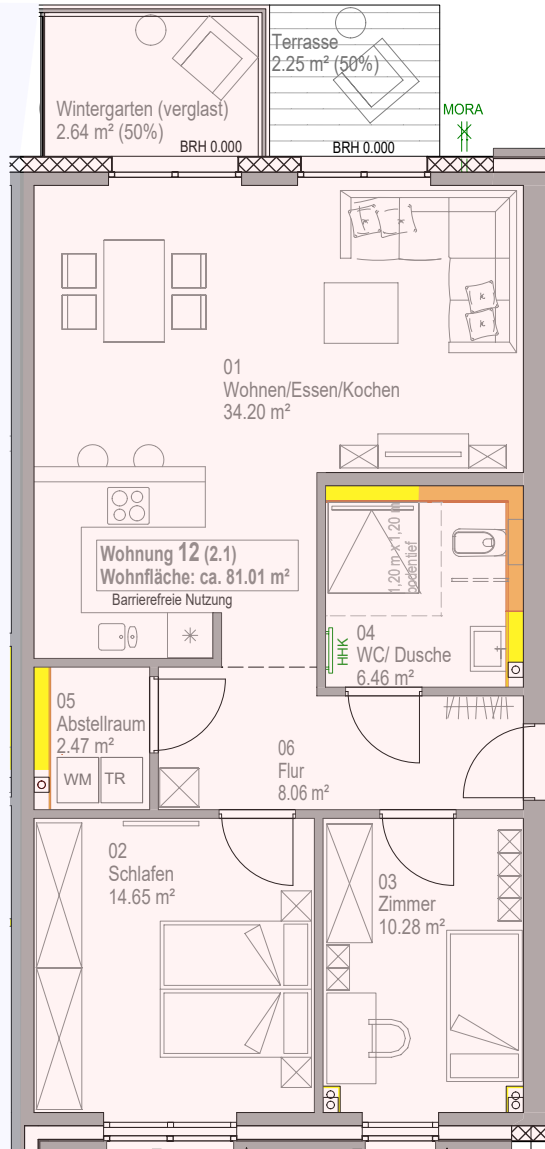 Terrasse
2.25 m² (50%)
Wintergarten (verglast)
2.64 m² (50%)
MORA
BRH 0.000
BRH 0.000
K
K
K
K
01
Wohnen/Essen/Kochen
34.20 m²
1,20 m x 1,20 m
bodentief
Wohnung 12 (2.1)
Wohnfläche: ca. 81.01 m²
Barrierefreie Nutzung
HHK
04
WC/ Dusche
6.46 m²
05
Abstellraum
2.47 m²
WM
TR
06
Flur
8.06 m²
02
Schlafen
14.65 m²
03
Zimmer
10.28 m²